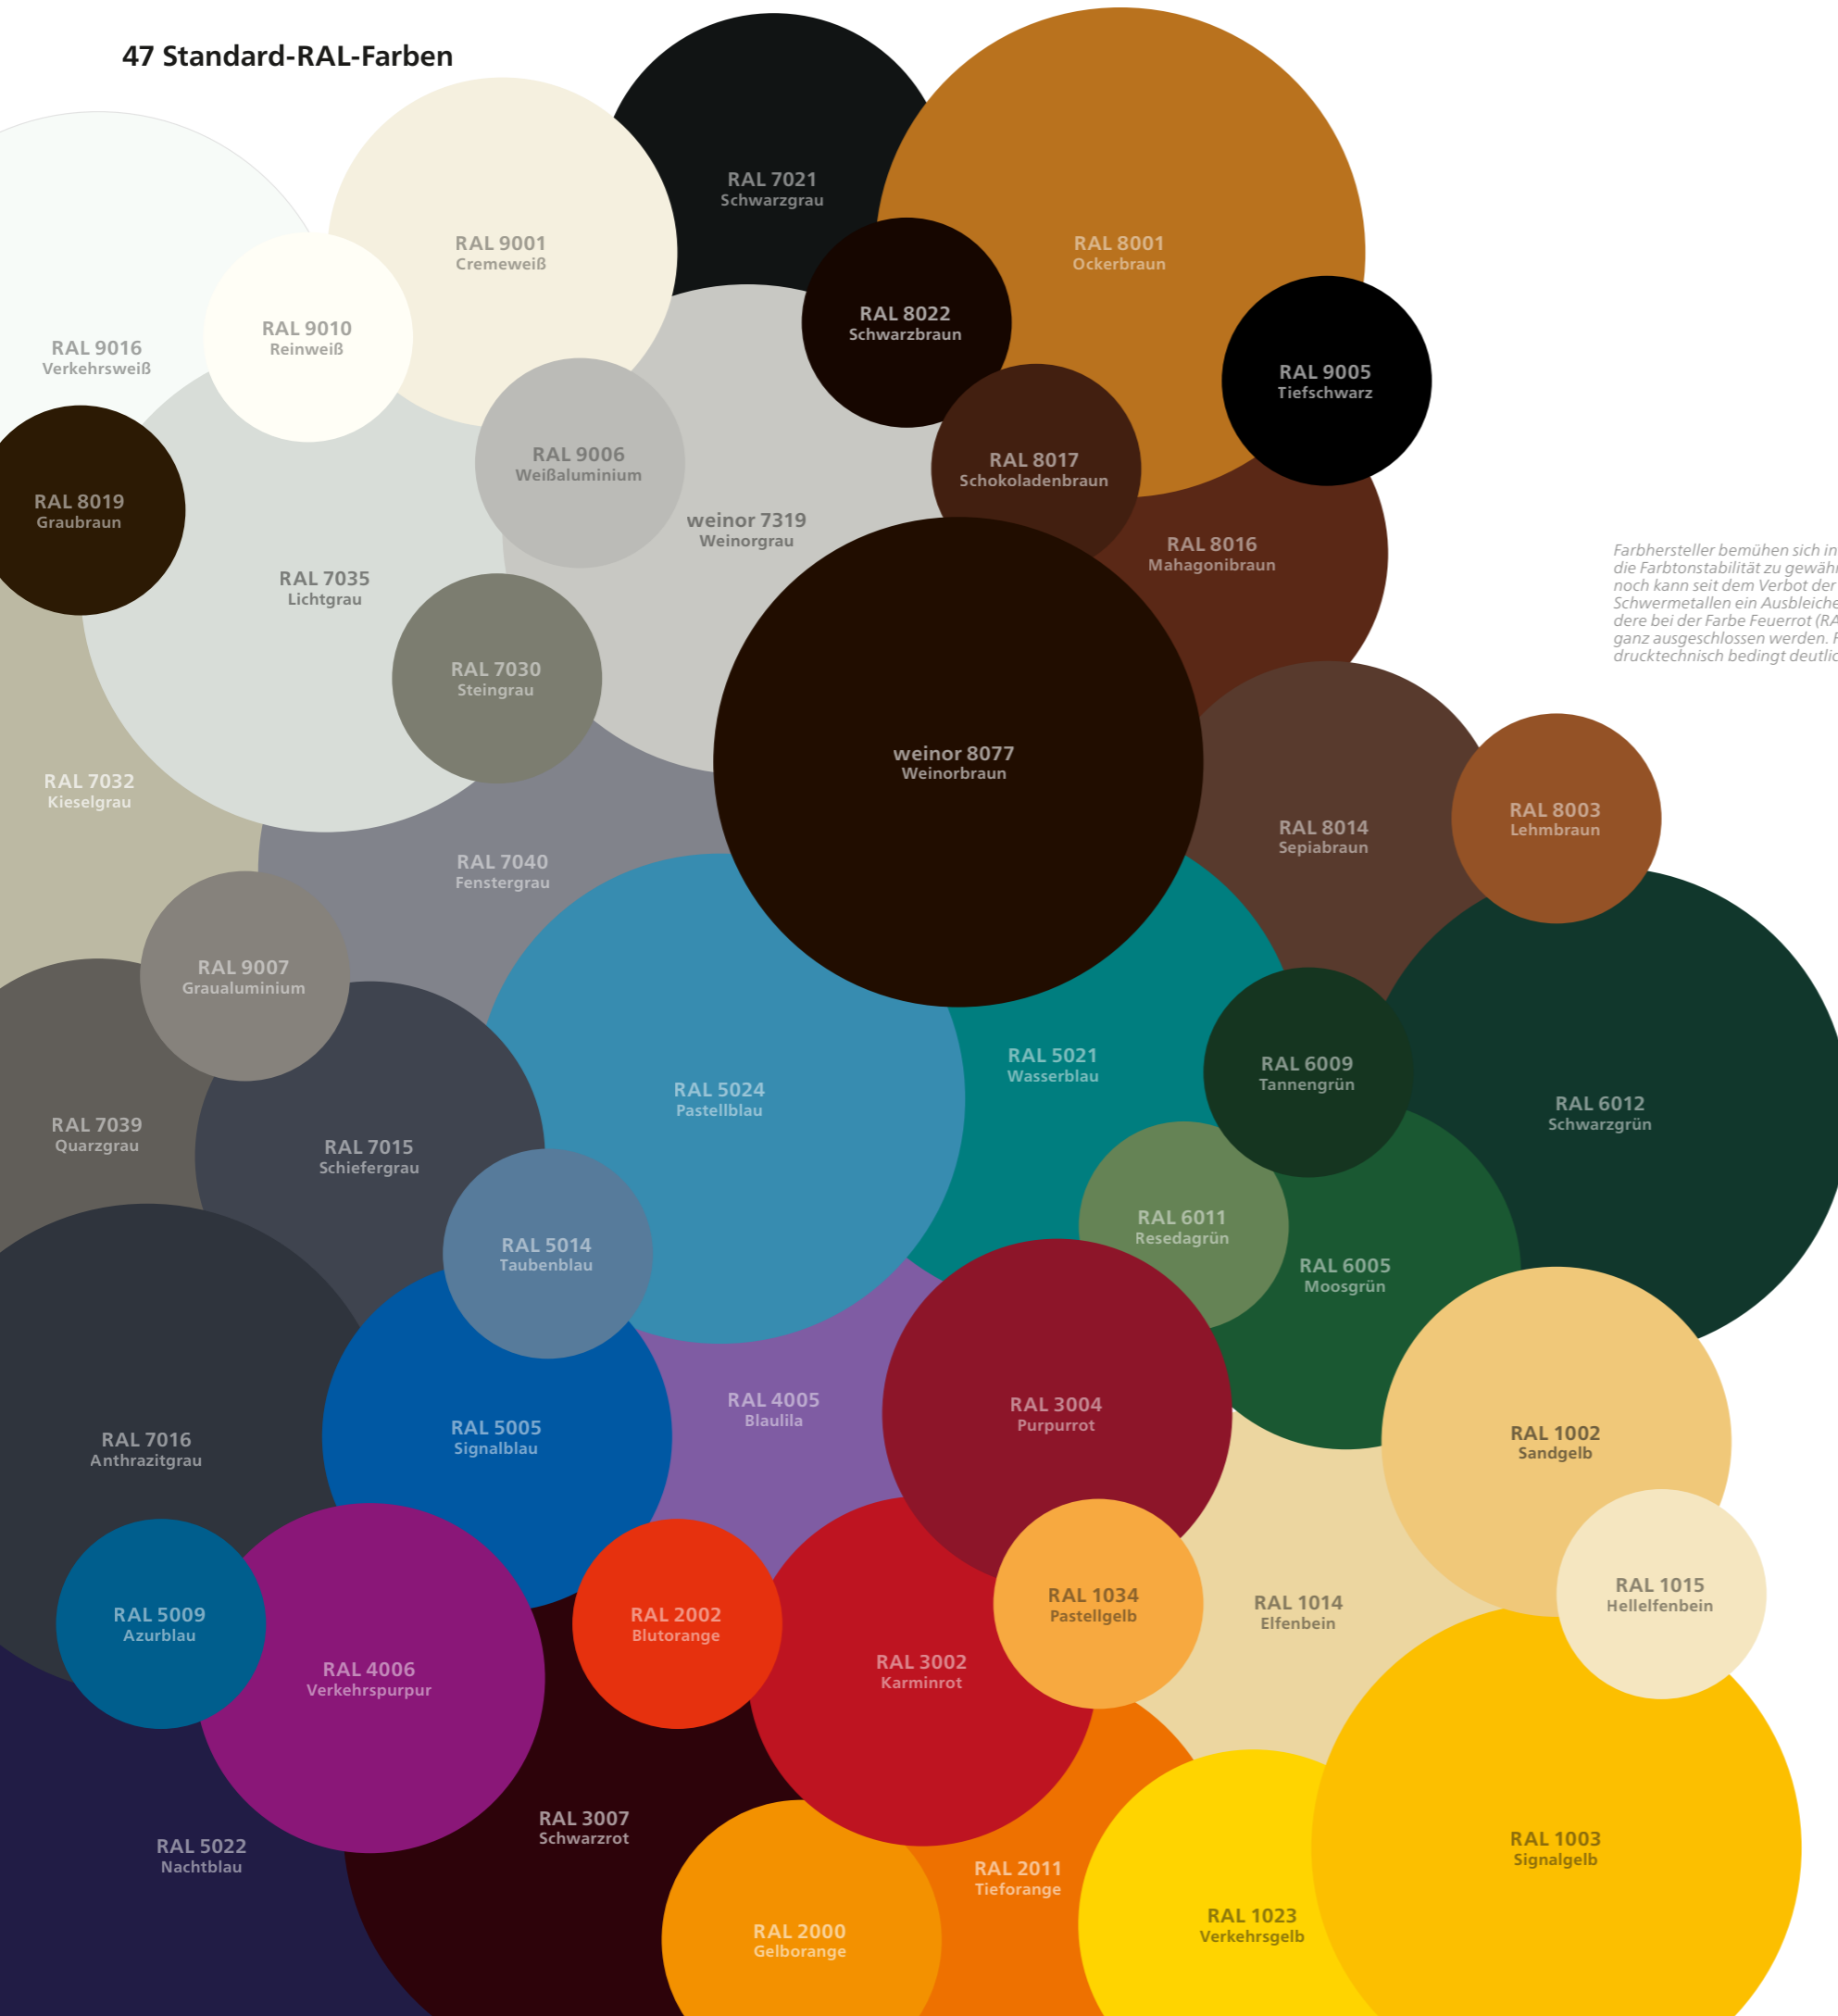 47 Standard-RAL-Farben
RAL 7021
Schwarzgrau
RAL 9001
Cremeweiß
RAL 8001
Ockerbraun
RAL 8022
Schwarzbraun
RAL 9010
Reinweiß
RAL 9016
Verkehrsweiß
RAL 9005
Tiefschwarz
RAL 9006
Weißaluminium
RAL 8017
Schokoladenbraun
RAL 8019
Graubraun
weinor 7319
Weinorgrau
RAL 8016
Mahagonibraun
Farbhersteller bemühen sich in
die Farbtonstabilität zu gewähr
noch kann seit dem Verbot der
Schwermetallen ein Ausbleiche
dere bei der Farbe Feuerrot (RA
ganz ausgeschlossen werden. F
drucktechnisch bedingt deutlic
RAL 7035
Lichtgrau
RAL 7030
Steingrau
weinor 8077
Weinorbraun
RAL 7032
Kieselgrau
RAL 8003
Lehmbraun
RAL 8014
Sepiabraun
RAL 7040
Fenstergrau
RAL 9007
Graualuminium
RAL 5021
Wasserblau
RAL 6009
Tannengrün
RAL 5024
Pastellblau
RAL 6012
Schwarzgrün
RAL 7039
Quarzgrau
RAL 7015
Schiefergrau
RAL 6011
Resedagrün
RAL 5014
Taubenblau
RAL 6005
Moosgrün
RAL 4005
Blaulila
RAL 3004
Purpurrot
RAL 5005
Signalblau
RAL 1002
Sandgelb
RAL 7016
Anthrazitgrau
RAL 1015
Hellelfenbein
RAL 1034
Pastellgelb
RAL 1014
Elfenbein
RAL 5009
Azurblau
RAL 2002
Blutorange
RAL 3002
Karminrot
RAL 4006
Verkehrspurpur
RAL 3007
Schwarzrot
RAL 1003
Signalgelb
RAL 5022
Nachtblau
RAL 2011
Tieforange
RAL 1023
Verkehrsgelb
RAL 2000
Gelborange